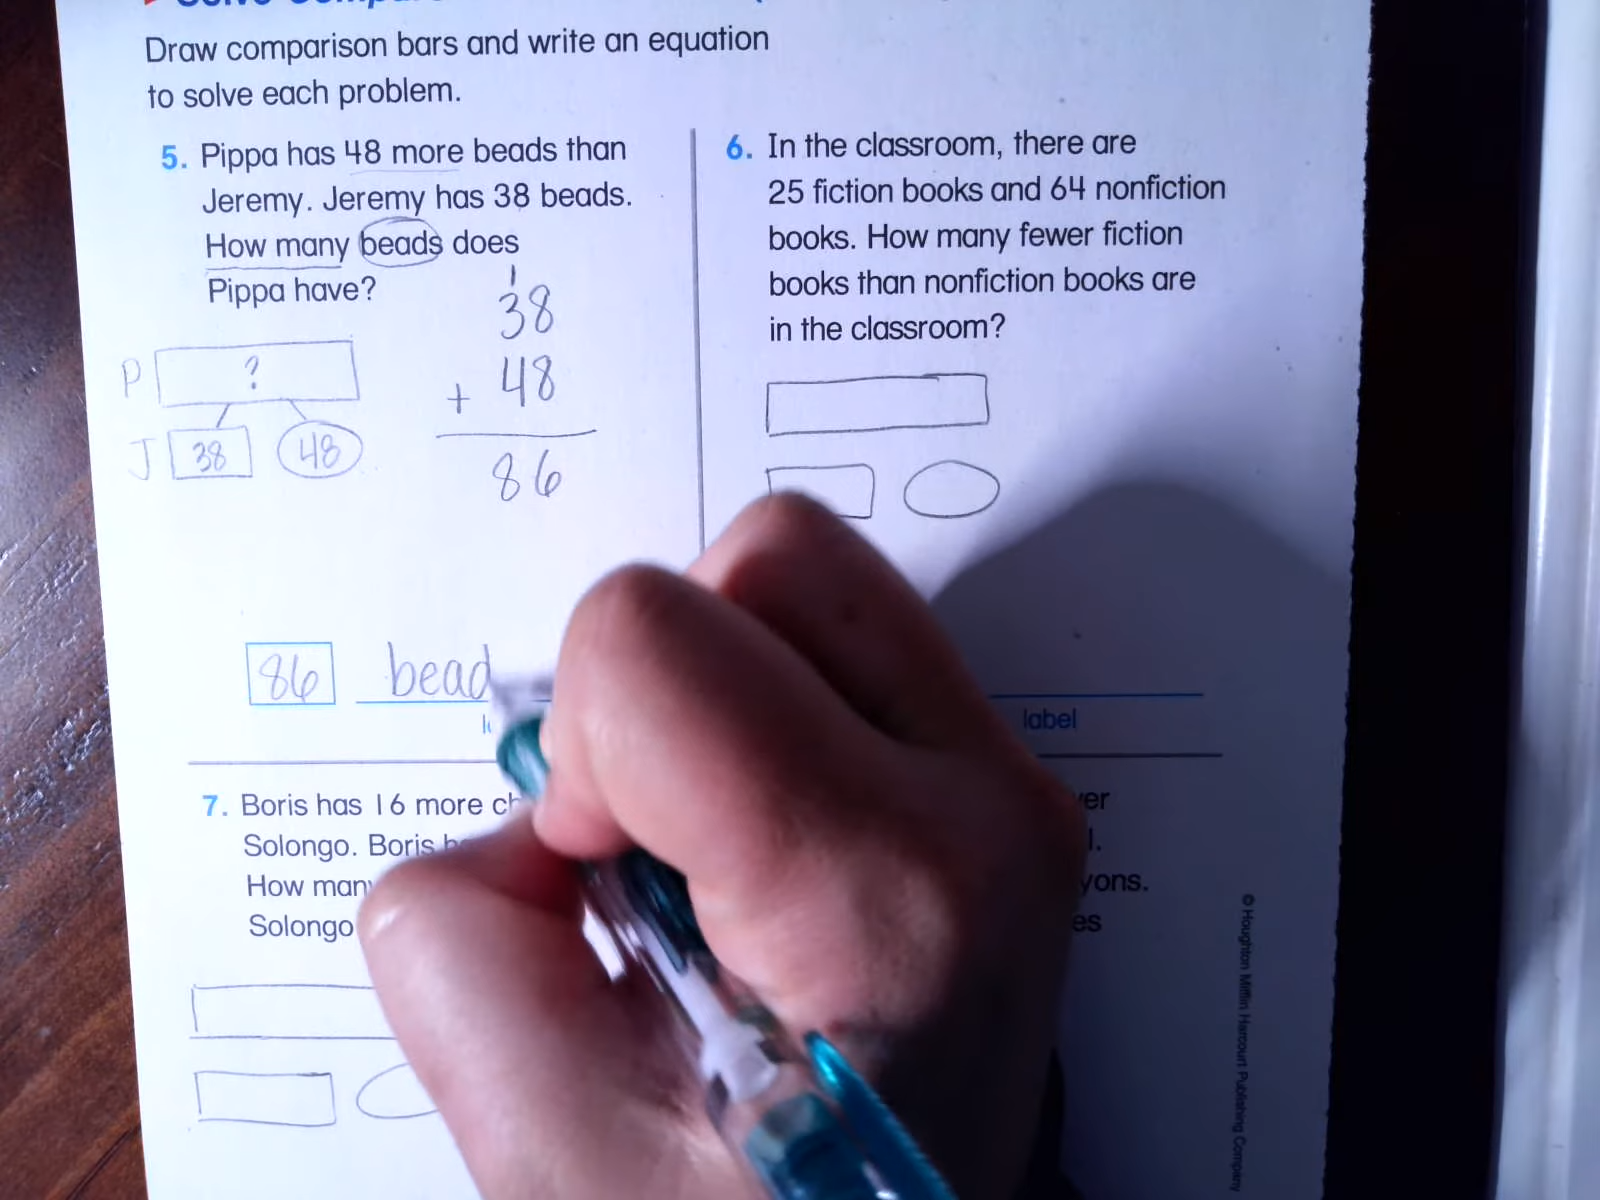 Draw comparison bars and write an equation
to solve each problem.
5. Pippa has 48 more beads than
Jeremy. Jeremy has 38 beads.
How many beads does
Pippa have?
1
38
+ 48
86
P ?
J 38 48
86 bead
6. In the classroom, there are
25 fiction books and 64 nonfiction
books. How many fewer fiction
books than nonfiction books are
in the classroom?
label
7. Boris has 16 more
Solongo. Boris
How many
Solongo
yons.
es
© Houghton Mifflin Harcourt Publishing Company